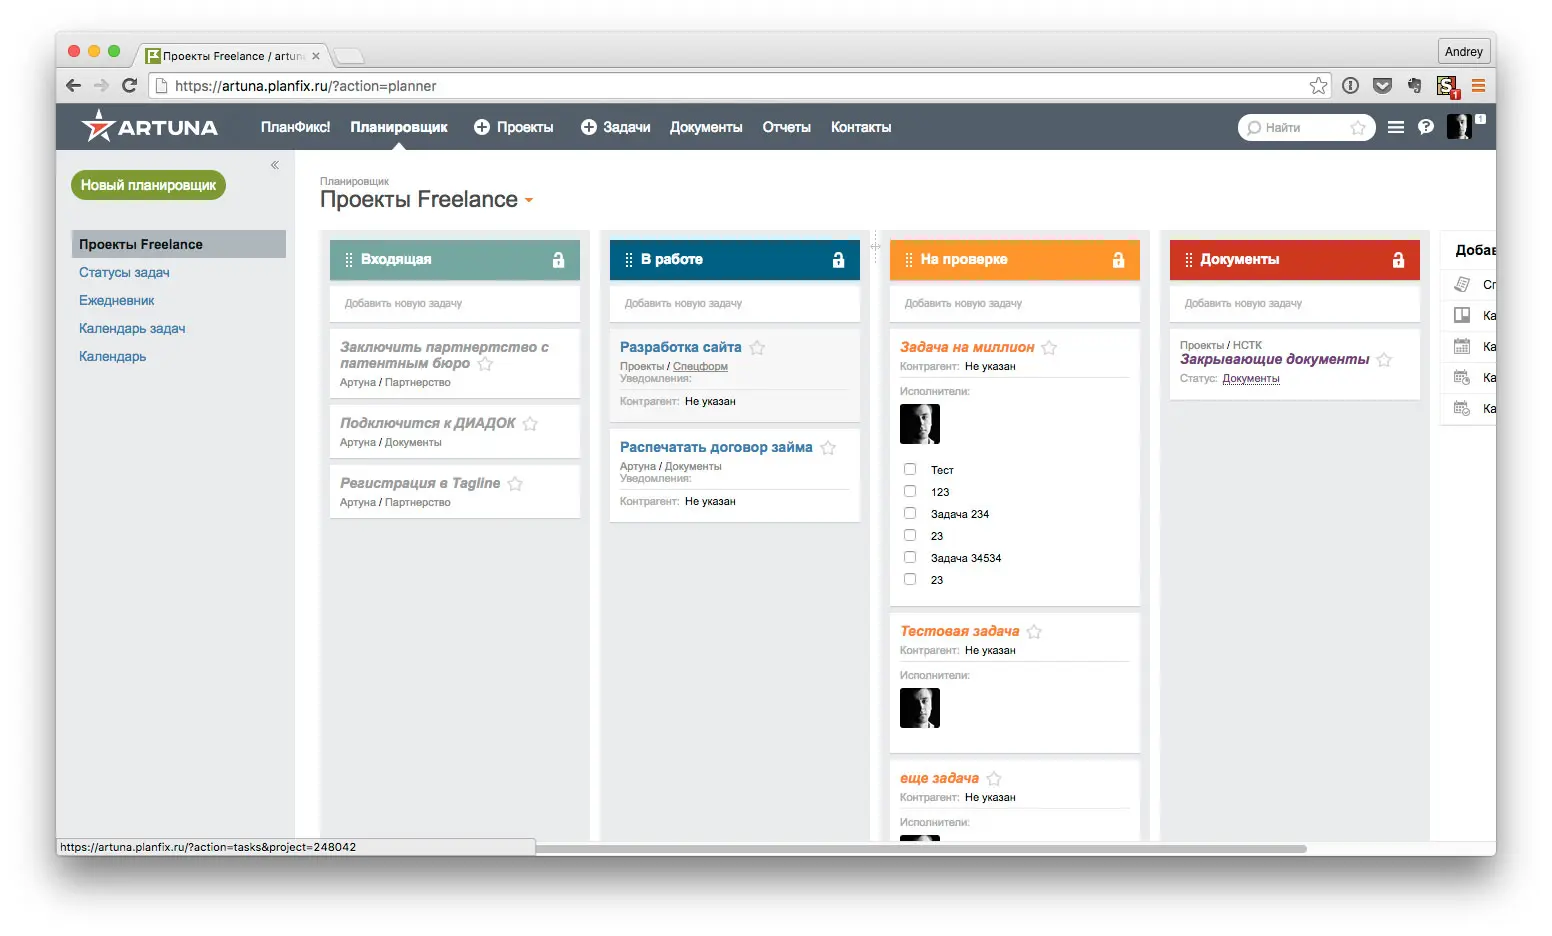 Проекты Freelance / artun
Andrey
https://artuna.planfix.ru/?action=planner
1
ARTUNA
ПланФикс!
Планировщик
Проекты
Задачи
Документы
Отчеты
Контакты
Найти
1
Новый планировщик
Проекты Freelance
Статусы задач
Ежедневник
Календарь задач
Календарь
Планировщик
Проекты Freelance
Входящая
Добавить новую задачу
Заключить партнертство с
патентным бюро
Артуна / Партнерство
Подключится к ДИАДОК
Артуна / Документы
Регистрация в Tagline
Артуна / Партнерство
В работе
Добавить новую задачу
Разработка сайта
Проекты / Спецформ
Уведомления:
Контрагент: Не указан
Распечатать договор займа
Артуна / Документы
Уведомления:
Контрагент: Не указан
На проверке
Добавить новую задачу
Задача на миллион
Контрагент: Не указан
Исполнители:
Тест
123
Задача 234
23
Задача 34534
23
Тестовая задача
Контрагент: Не указан
Исполнители:
еще задача
Контрагент: Не указан
Исполнители:
Документы
Добавить новую задачу
Проекты / НСТК
Закрывающие документы
Статус: Документы
Добав
Сп
Ка
Ка
Ка
Ка
https://artuna.planfix.ru/?action=tasks&project=248042